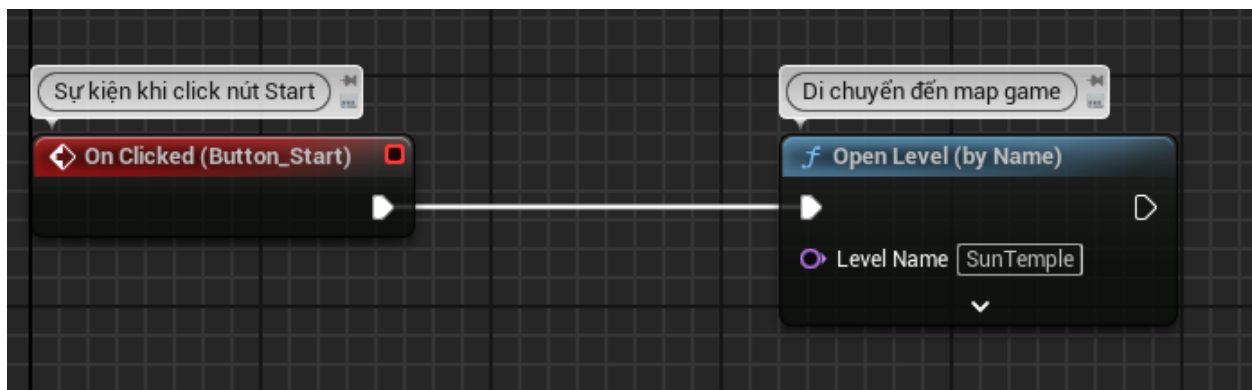 Sự kiện khi click nút Start
Di chuyển đến map game
On Clicked (Button_Start)
f Open Level (by Name)
Level Name SunTemple